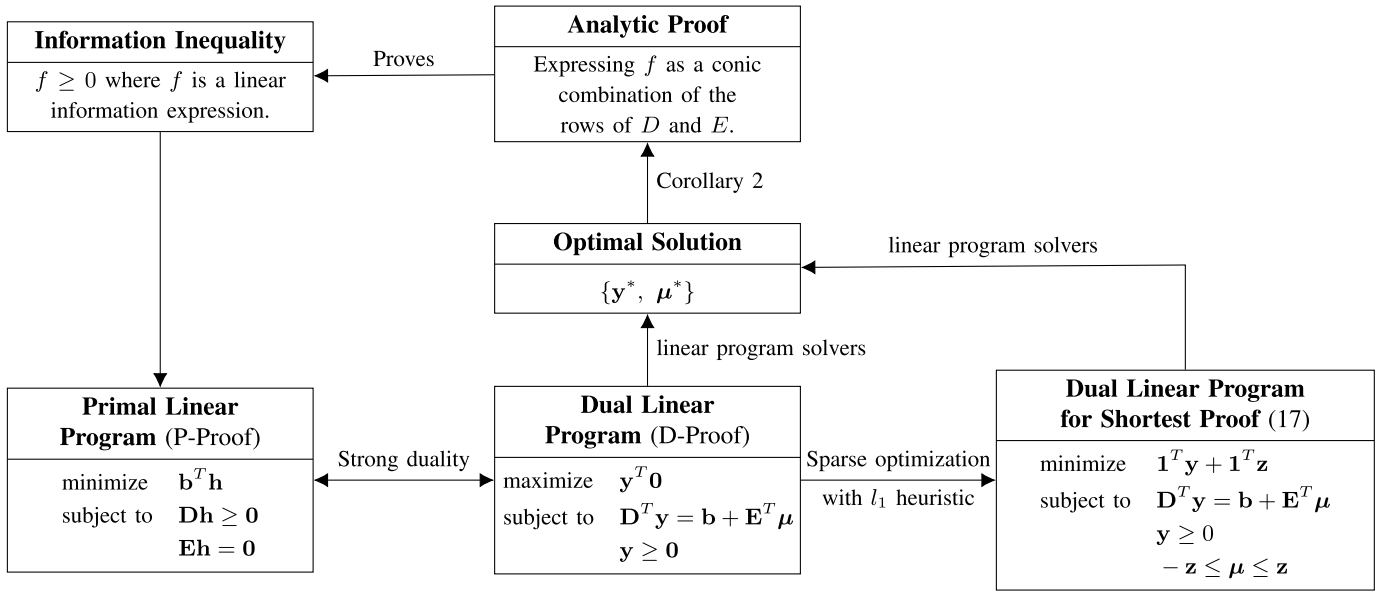 Information Inequality
f ≥ 0 where f is a linear
information expression.
Proves
Analytic Proof
Expressing f as a conic
combination of the
rows of D and E.
Corollary 2
Optimal Solution
{y*, μ*}
linear program solvers
linear program solvers
Primal Linear
Program (P-Proof)
minimize b^T h
subject to Dh ≥ 0
Eh = 0
Strong duality
Dual Linear
Program (D-Proof)
maximize y^T 0
subject to D^T y = b + E^T μ
y ≥ 0
Sparse optimization
with l_1 heuristic
Dual Linear Program
for Shortest Proof (17)
minimize 1^T y + 1^T z
subject to D^T y = b + E^T μ
y ≥ 0
− z ≤ μ ≤ z